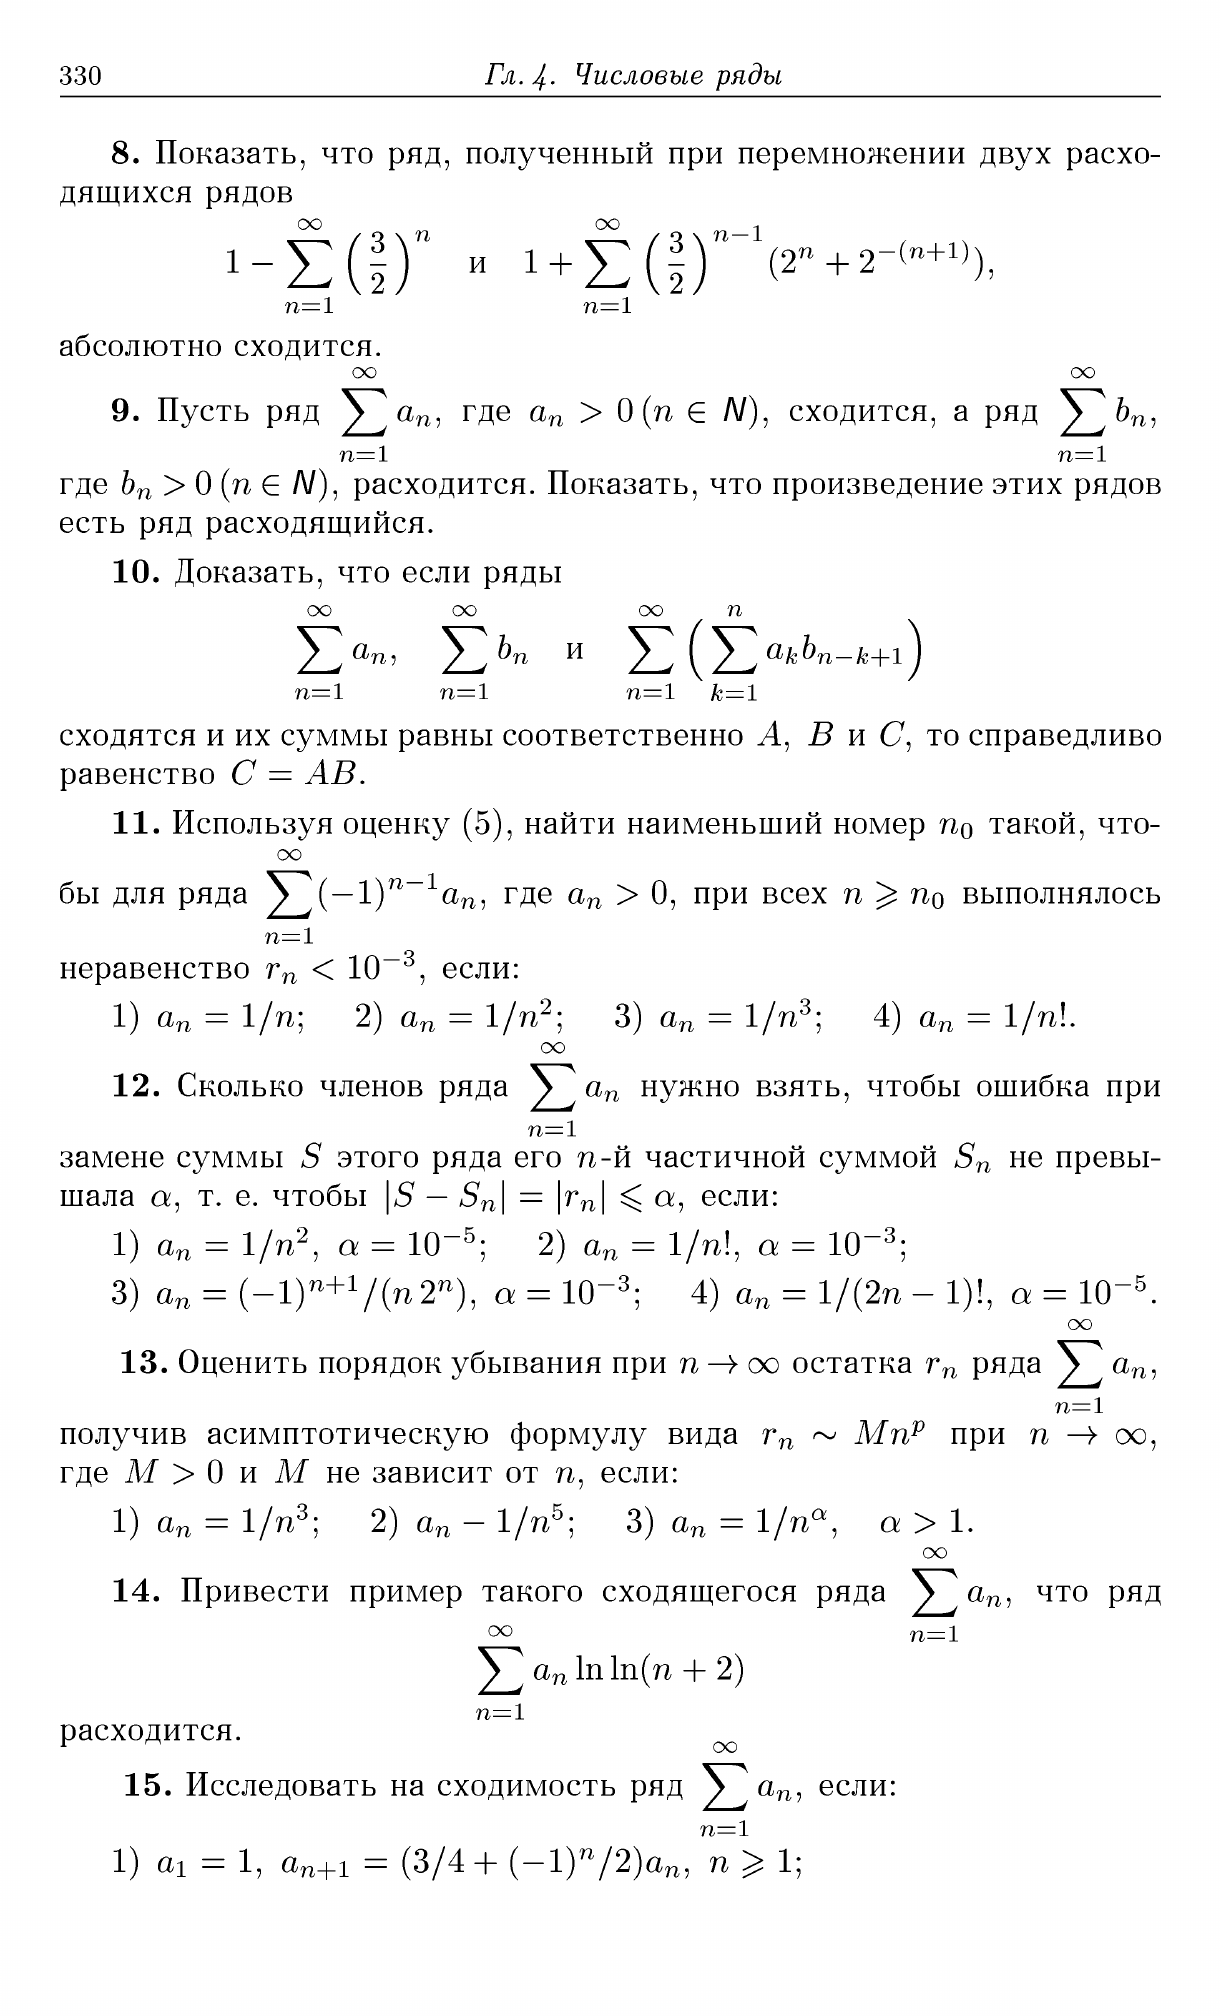 330 Гл. 4. Числовые ряды
8. Показать, что ряд, полученный при перемножении двух расхо-
дящихся рядов
$1-\sum_{n=1}^{\infty}\left(\frac{3}{2}\right)^n$ и $1+\sum_{n=1}^{\infty}\left(\frac{3}{2}\right)^{n-1}(2^n+2^{-(n+1)}),$
абсолютно сходится.
9. Пусть ряд $\sum_{n=1}^{\infty}a_n$, где $a_n > 0\,(n \in N)$, сходится, а ряд $\sum_{n=1}^{\infty}b_n$,
где $b_n > 0\,(n \in N)$, расходится. Показать, что произведение этих рядов
есть ряд расходящийся.
10. Доказать, что если ряды
$\sum_{n=1}^{\infty}a_n,$ $\sum_{n=1}^{\infty}b_n$ и $\sum_{n=1}^{\infty}\left(\sum_{k=1}^{n}a_kb_{n-k+1}\right)$
сходятся и их суммы равны соответственно $A$, $B$ и $C$, то справедливо
равенство $C = AB$.
11. Используя оценку (5), найти наименьший номер $n_0$ такой, что-
бы для ряда $\sum_{n=1}^{\infty}(-1)^{n-1}a_n$, где $a_n > 0$, при всех $n \geqslant n_0$ выполнялось
неравенство $r_n < 10^{-3}$, если:
1) $a_n = 1/n$; 2) $a_n = 1/n^2$; 3) $a_n = 1/n^3$; 4) $a_n = 1/n!$.
12. Сколько членов ряда $\sum_{n=1}^{\infty}a_n$ нужно взять, чтобы ошибка при
замене суммы $S$ этого ряда его $n$-й частичной суммой $S_n$ не превы-
шала $\alpha$, т. е. чтобы $|S - S_n| = |r_n| \leqslant \alpha$, если:
1) $a_n = 1/n^2$, $\alpha = 10^{-5}$; 2) $a_n = 1/n!$, $\alpha = 10^{-3}$;
3) $a_n = (-1)^{n+1}/(n\,2^n)$, $\alpha = 10^{-3}$; 4) $a_n = 1/(2n-1)!$, $\alpha = 10^{-5}$.
13. Оценить порядок убывания при $n \to \infty$ остатка $r_n$ ряда $\sum_{n=1}^{\infty}a_n$,
получив асимптотическую формулу вида $r_n \sim Mn^p$ при $n \to \infty$,
где $M > 0$ и $M$ не зависит от $n$, если:
1) $a_n = 1/n^3$; 2) $a_n - 1/n^5$; 3) $a_n = 1/n^{\alpha}$, $\alpha > 1$.
14. Привести пример такого сходящегося ряда $\sum_{n=1}^{\infty}a_n$, что ряд
$\sum_{n=1}^{\infty}a_n \ln\ln(n+2)$
расходится.
15. Исследовать на сходимость ряд $\sum_{n=1}^{\infty}a_n$, если:
1) $a_1 = 1$, $a_{n+1} = (3/4 + (-1)^n/2)a_n$, $n \geqslant 1$;